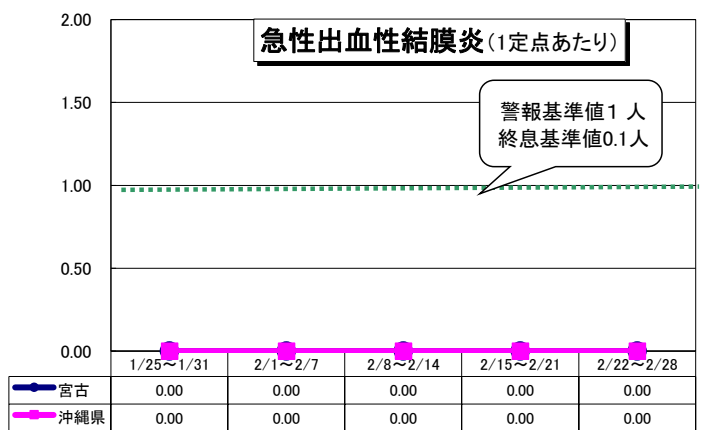 急性出血性結膜炎(1定点あたり)
警報基準値１ 人
終息基準値0.1人
2.00
1.50
1.00
0.50
0.00
1/25～1/31 2/1～2/7 2/8～2/14 2/15～2/21 2/22～2/28
宮古 0.00 0.00 0.00 0.00 0.00
沖縄県 0.00 0.00 0.00 0.00 0.00